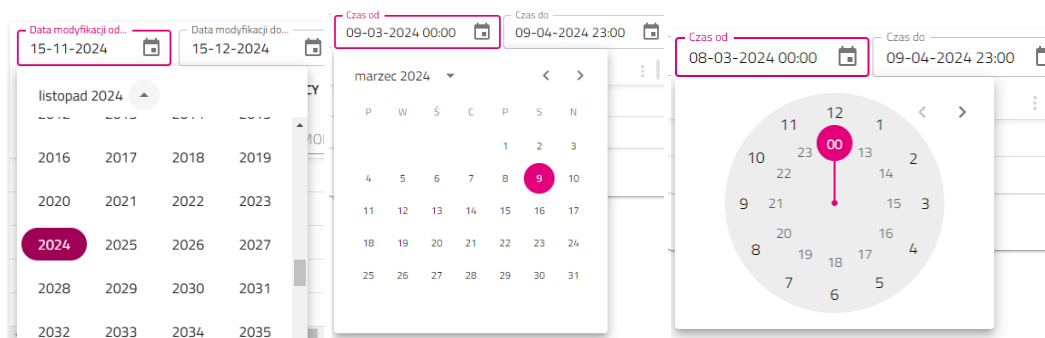 Data modyfikacji od...
15-11-2024
Data modyfikacji do...
15-12-2024
listopad 2024
CY
2016 2017 2018 2019
2020 2021 2022 2023
2024 2025 2026 2027
2028 2029 2030 2031
2032 2033 2034 2035
Czas od
09-03-2024 00:00
Czas do
09-04-2024 23:00
marzec 2024
P W Ś C P S N
1 2 3
4 5 6 7 8 9 10
11 12 13 14 15 16 17
18 19 20 21 22 23 24
25 26 27 28 29 30 31
Czas od
08-03-2024 00:00
Czas do
09-04-2024 23:00
12
11 1
00
23 13
10 2
22 14
9 21 15 3
20 16
8 4
19 17
18
7 5
6